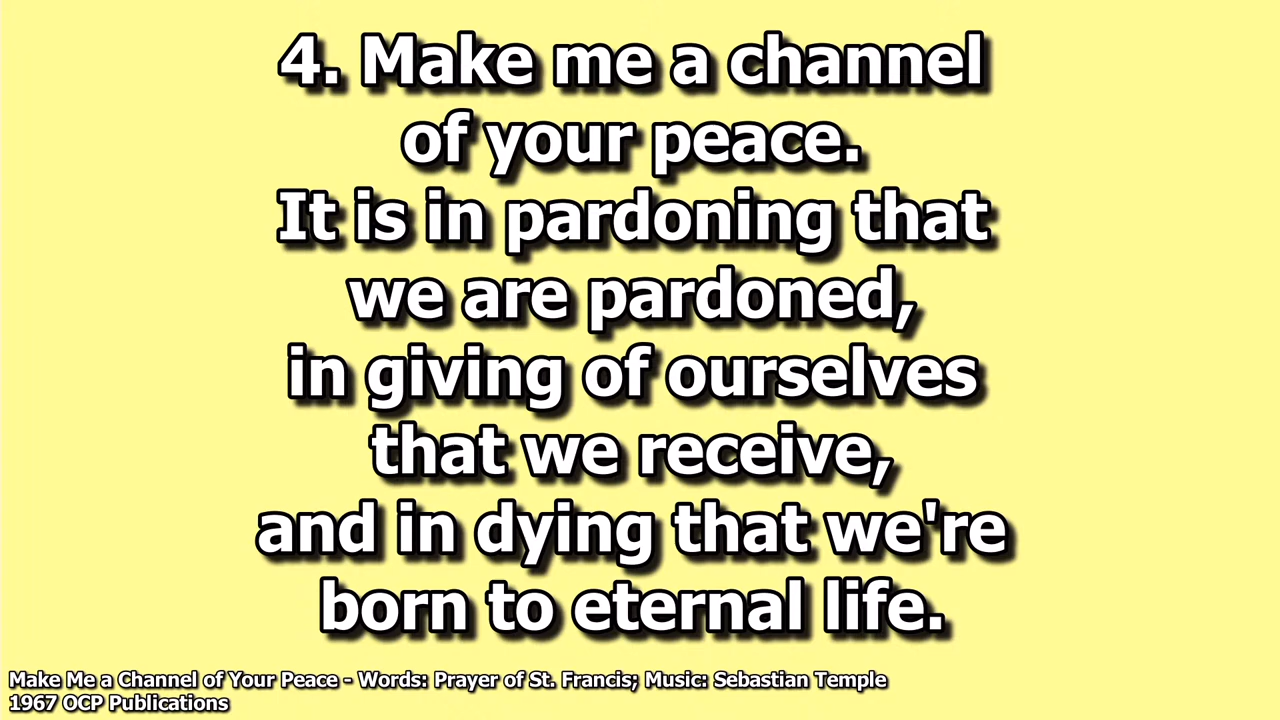 4. Make me a channel
of your peace.
It is in pardoning that
we are pardoned,
in giving of ourselves
that we receive,
and in dying that we're
born to eternal life.
Make Me a Channel of Your Peace - Words: Prayer of St. Francis; Music: Sebastian Temple
1967 OCP Publications